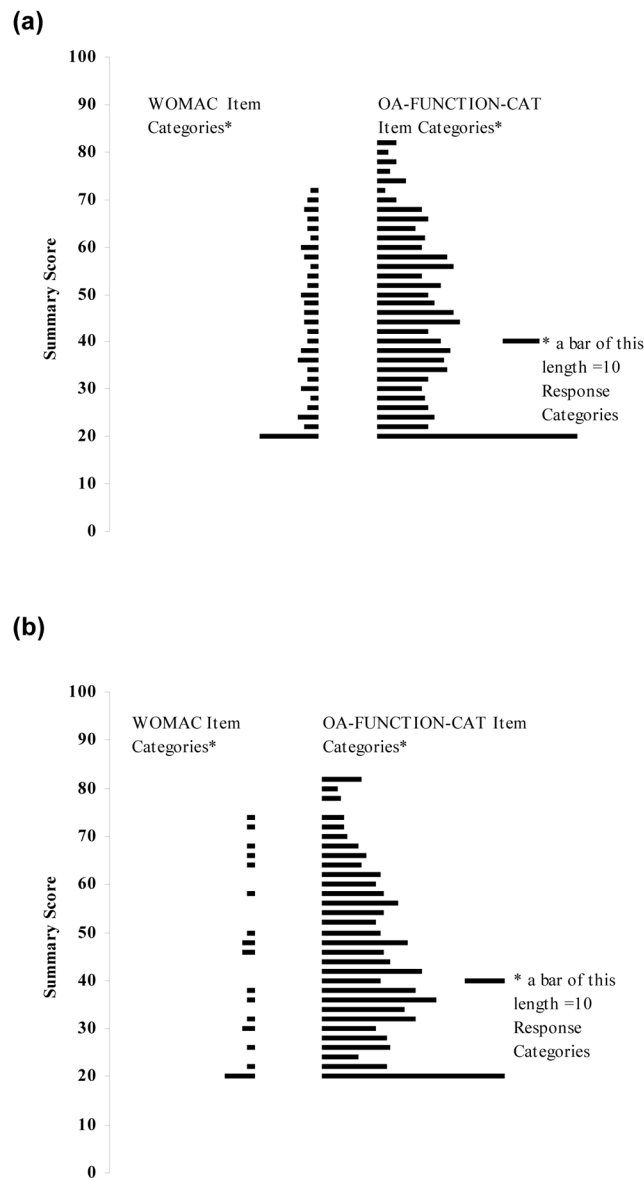 (a)
100
90
80
70
60
50
40
30
20
10
0
Summary Score
WOMAC Item
Categories*
OA-FUNCTION-CAT
Item Categories*
* a bar of this
length =10
Response
Categories
(b)
100
90
80
70
60
50
40
30
20
10
0
Summary Score
WOMAC Item
Categories*
OA-FUNCTION-CAT Item
Categories*
* a bar of this
length =10
Response
Categories